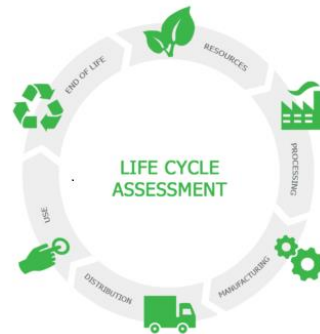 RESOURCES
PROCESSING
MANUFACTURING
DISTRIBUTION
USE
END OF LIFE
LIFE CYCLE
ASSESSMENT